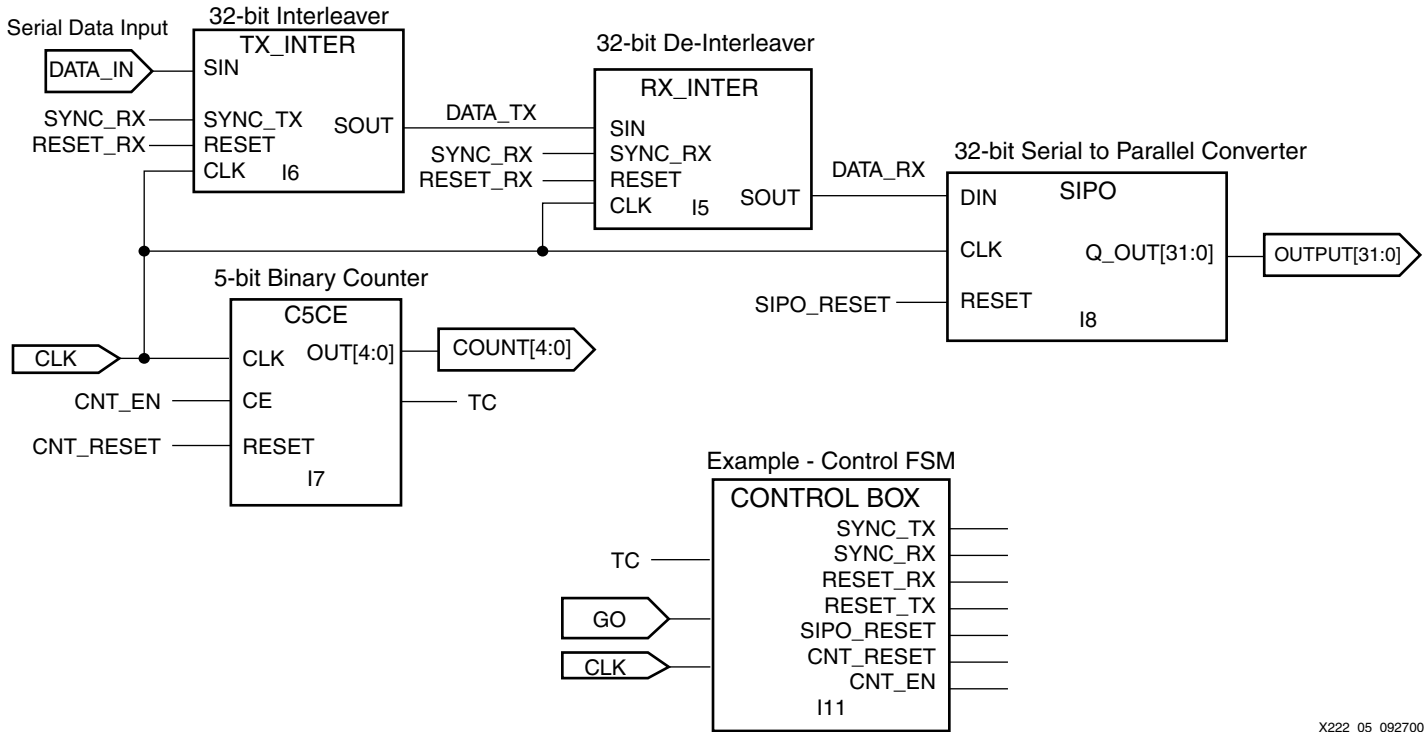 32-bit Interleaver
Serial Data Input
TX_INTER
DATA_IN
SIN
SYNC_RX
SYNC_TX
SOUT
RESET_RX
RESET
CLK
I6
DATA_TX
32-bit De-Interleaver
RX_INTER
SIN
SYNC_RX
SYNC_RX
RESET_RX
RESET
CLK
I5
SOUT
DATA_RX
32-bit Serial to Parallel Converter
SIPO
DIN
CLK
Q_OUT[31:0]
OUTPUT[31:0]
SIPO_RESET
RESET
I8
5-bit Binary Counter
C5CE
CLK
CLK
OUT[4:0]
COUNT[4:0]
CNT_EN
CE
TC
CNT_RESET
RESET
I7
Example - Control FSM
CONTROL BOX
SYNC_TX
TC
SYNC_RX
RESET_RX
GO
RESET_TX
SIPO_RESET
CLK
CNT_RESET
CNT_EN
I11
X222_05_092700